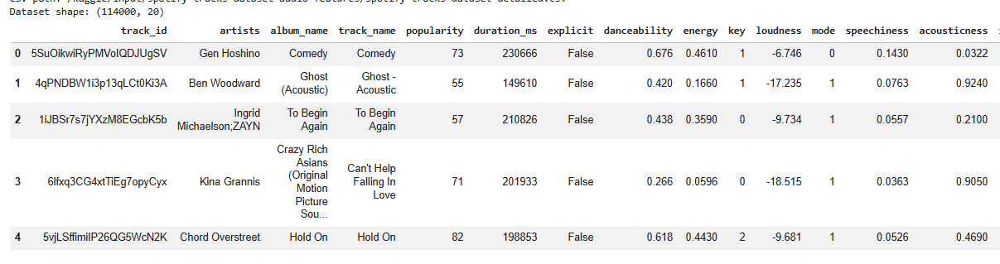 Dataset shape: (114000, 20)
track_id artists album_name track_name popularity duration_ms explicit danceability energy key loudness mode speechiness acousticness
0 5SuOikwiRyPMVoIQDJUgSV Gen Hoshino Comedy Comedy 73 230666 False 0.676 0.4610 1 -6.746 0 0.1430 0.0322
1 4qPNDBW1i3p13qLCt0Ki3A Ben Woodward Ghost (Acoustic) Ghost - Acoustic 55 149610 False 0.420 0.1660 1 -17.235 1 0.0763 0.9240
2 1iJBSr7s7jYXzM8EGcbK5b Ingrid Michaelson;ZAYN To Begin Again To Begin Again 57 210826 False 0.438 0.3590 0 -9.734 1 0.0557 0.2100
3 6lfxq3CG4xtTiEg7opyCyx Kina Grannis Crazy Rich Asians (Original Motion Picture Sou... Can't Help Falling In Love 71 201933 False 0.266 0.0596 0 -18.515 1 0.0363 0.9050
4 5vjLSffimiIP26QG5WcN2K Chord Overstreet Hold On Hold On 82 198853 False 0.618 0.4430 2 -9.681 1 0.0526 0.4690